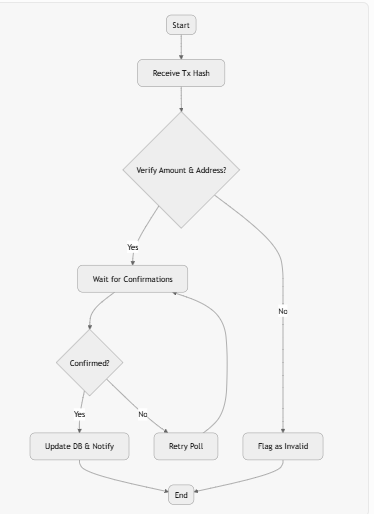 Start
Receive Tx Hash
Verify Amount & Address?
Yes
Wait for Confirmations
No
Confirmed?
Yes
No
Update DB & Notify
Retry Poll
Flag as Invalid
End